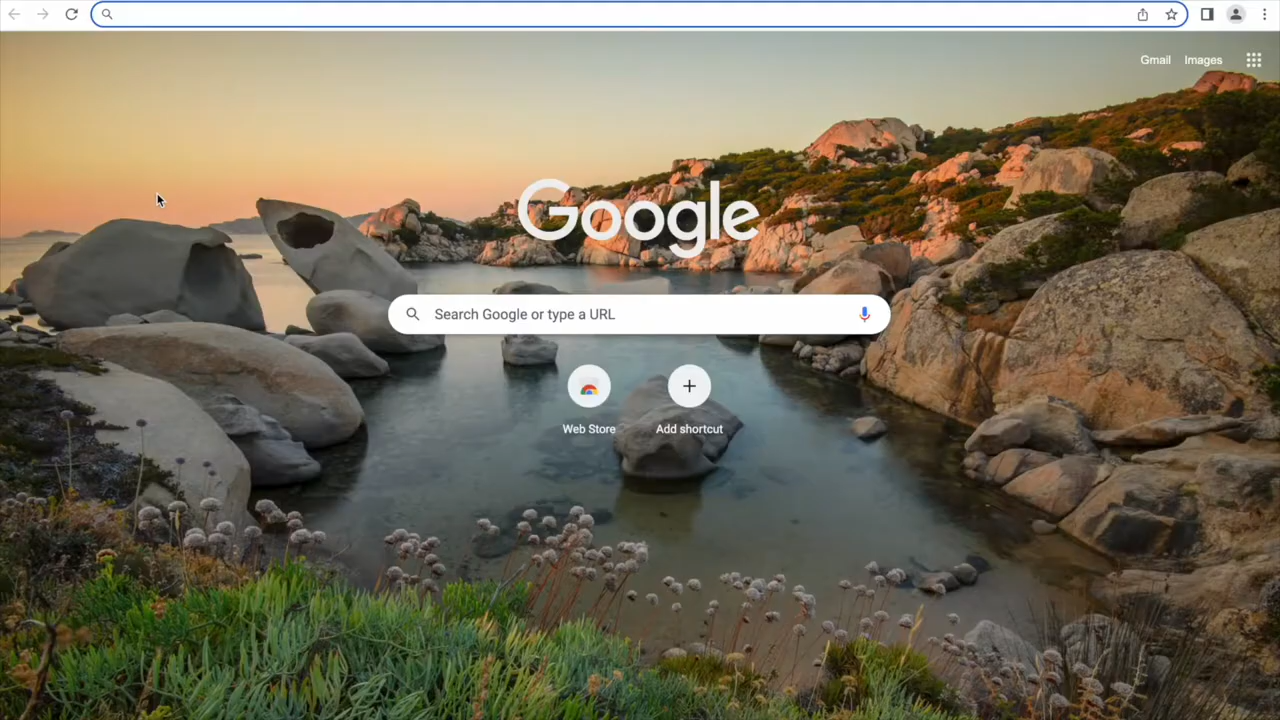 Gmail Images
Google
Search Google or type a URL
Web Store
Add shortcut